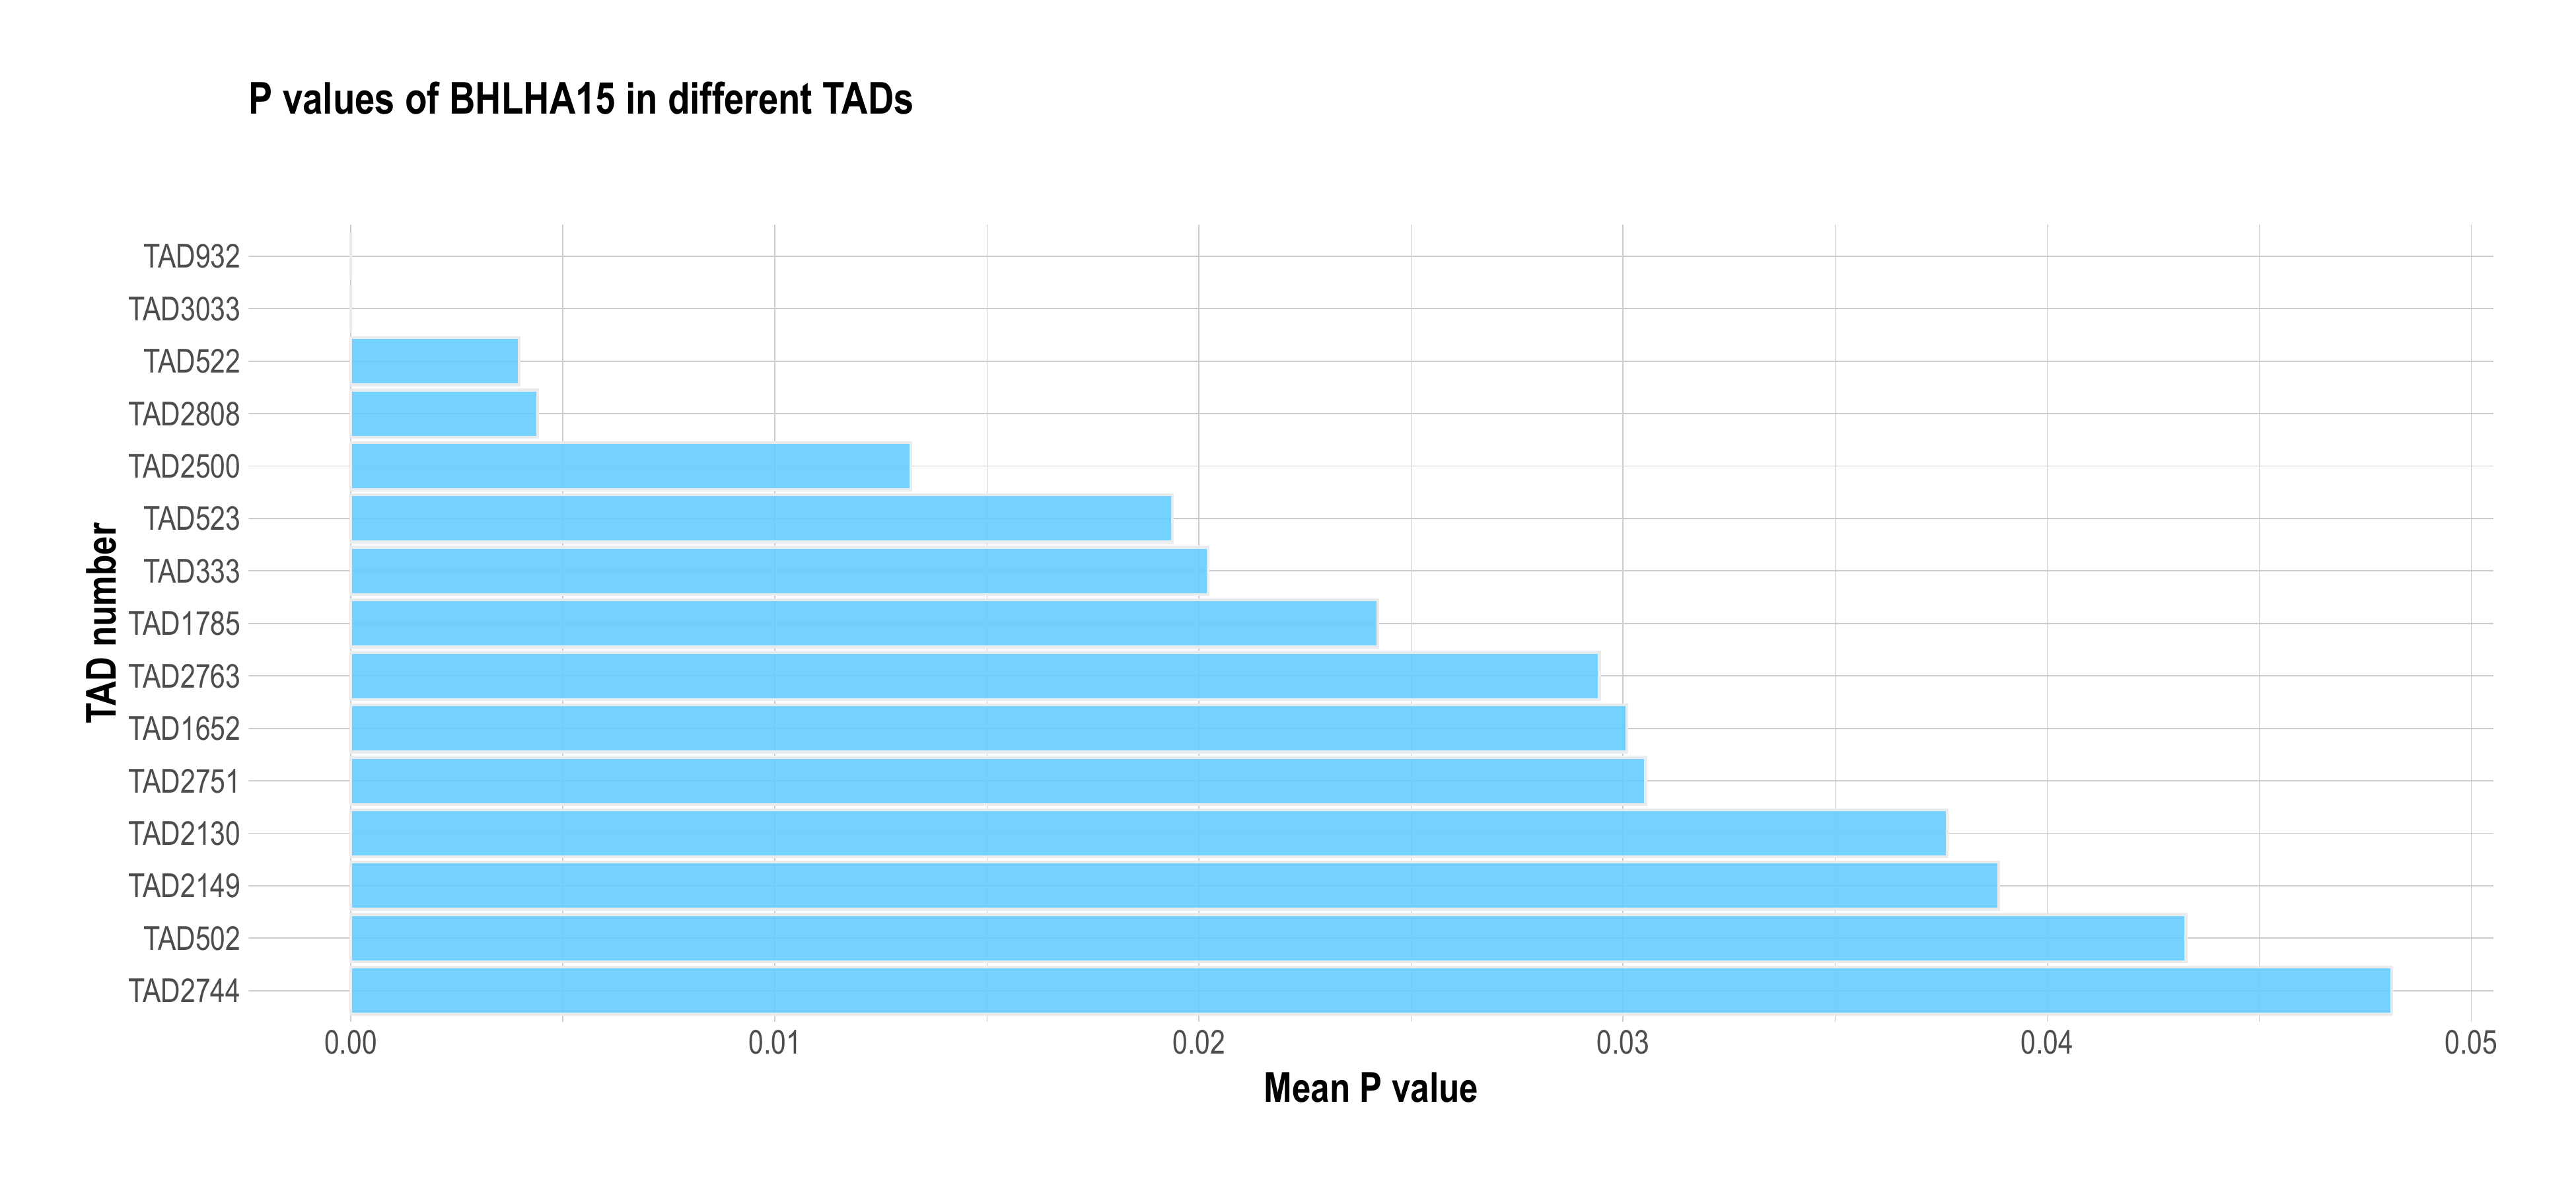 P values of BHLHA15 in different TADs
TAD number
TAD932
TAD3033
TAD522
TAD2808
TAD2500
TAD523
TAD333
TAD1785
TAD2763
TAD1652
TAD2751
TAD2130
TAD2149
TAD502
TAD2744
0.00 0.01 0.02 0.03 0.04 0.05
Mean P value